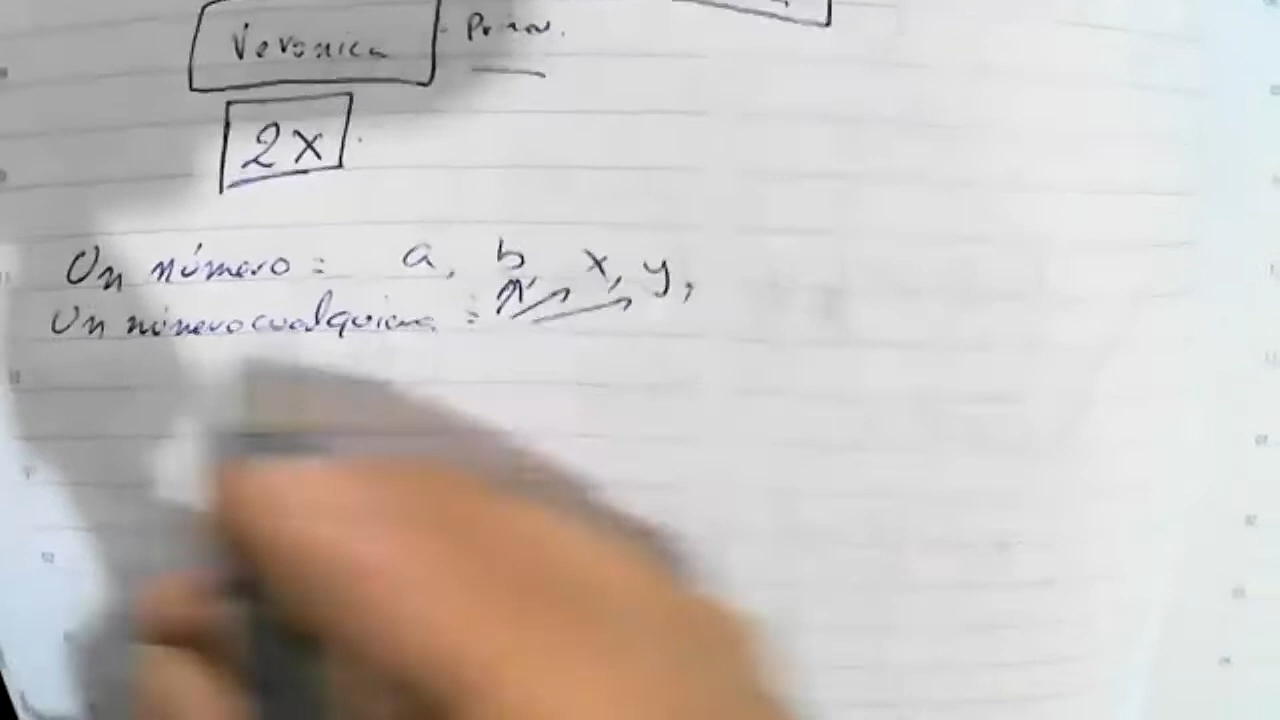 Veronica
2x
Un número: a, b, x, y,
Un número cualquiera: